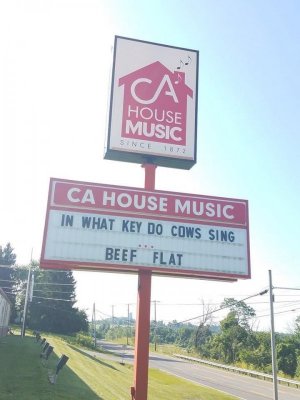 CA
HOUSE
MUSIC
SINCE 1872
CA HOUSE MUSIC
IN WHAT KEY DO COWS SING
BEEF FLAT